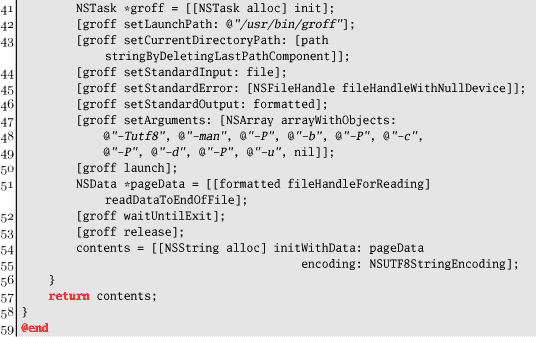 41 NSTask *groff = [[NSTask alloc] init];
42 [groff setLaunchPath: @"/usr/bin/groff"];
43 [groff setCurrentDirectoryPath: [path
stringByDeletingLastPathComponent]];
44 [groff setStandardInput: file];
45 [groff setStandardError: [NSFileHandle fileHandleWithNullDevice]];
46 [groff setStandardOutput: formatted];
47 [groff setArguments: [NSArray arrayWithObjects:
48 @"-Tutf8", @"-man", @"-P", @"-b", @"-P", @"-c",
49 @"-P", @"-d", @"-P", @"-u", nil]];
50 [groff launch];
51 NSData *pageData = [[formatted fileHandleForReading]
readDataToEndOfFile];
52 [groff waitUntilExit];
53 [groff release];
54 contents = [[NSString alloc] initWithData: pageData
55 encoding: NSUTF8StringEncoding];
56 }
57 return contents;
58 }
59 @end